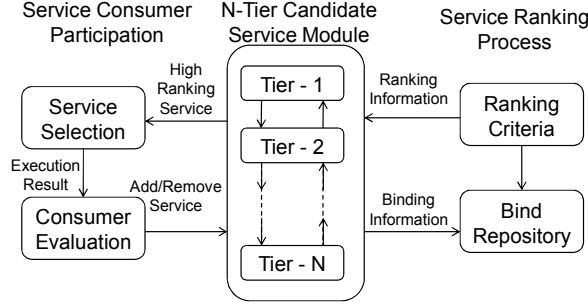 Service Consumer
Participation
N-Tier Candidate
Service Module
Service Ranking
Process
High
Ranking
Service
Tier - 1
Ranking
Information
Service
Selection
Tier - 2
Ranking
Criteria
Execution
Result
Add/Remove
Service
Binding
Information
Consumer
Evaluation
Tier - N
Bind
Repository